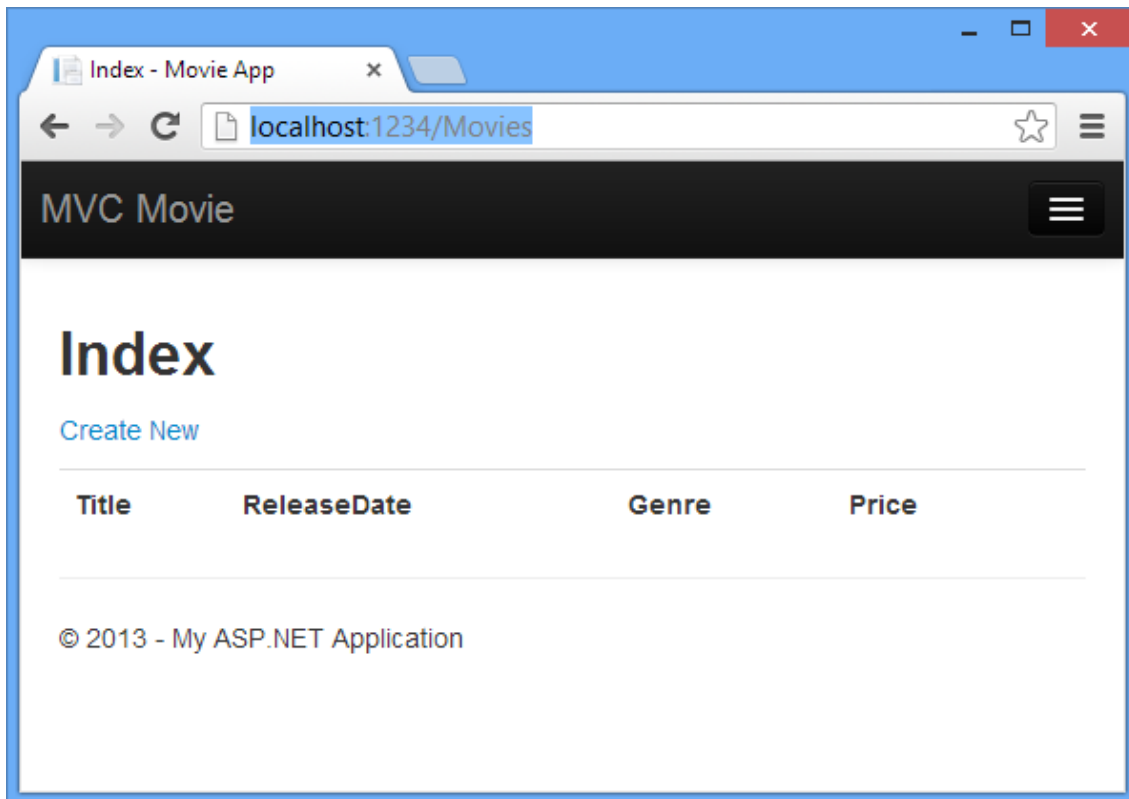 Index - Movie App
localhost:1234/Movies
MVC Movie
Index
Create New
Title ReleaseDate Genre Price
© 2013 - My ASP.NET Application